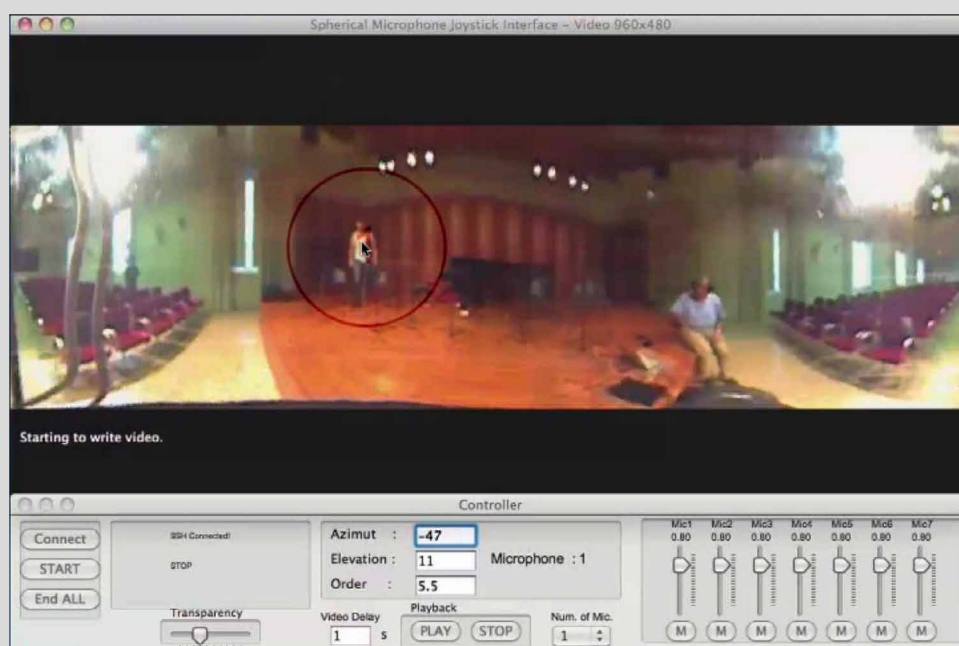 Spherical Microphone Joystick Interface – Video 960x480
Starting to write video.
Controller
Connect
START
End ALL
SSH Connected!
STOP
Transparency
Azimut : -47
Elevation : 11 Microphone : 1
Order : 5.5
Video Delay
1 s
Playback
PLAY STOP
Num. of Mic.
1
Mic1 Mic2 Mic3 Mic4 Mic5 Mic6 Mic7
0.80 0.80 0.80 0.80 0.80 0.80 0.80
M M M M M M M